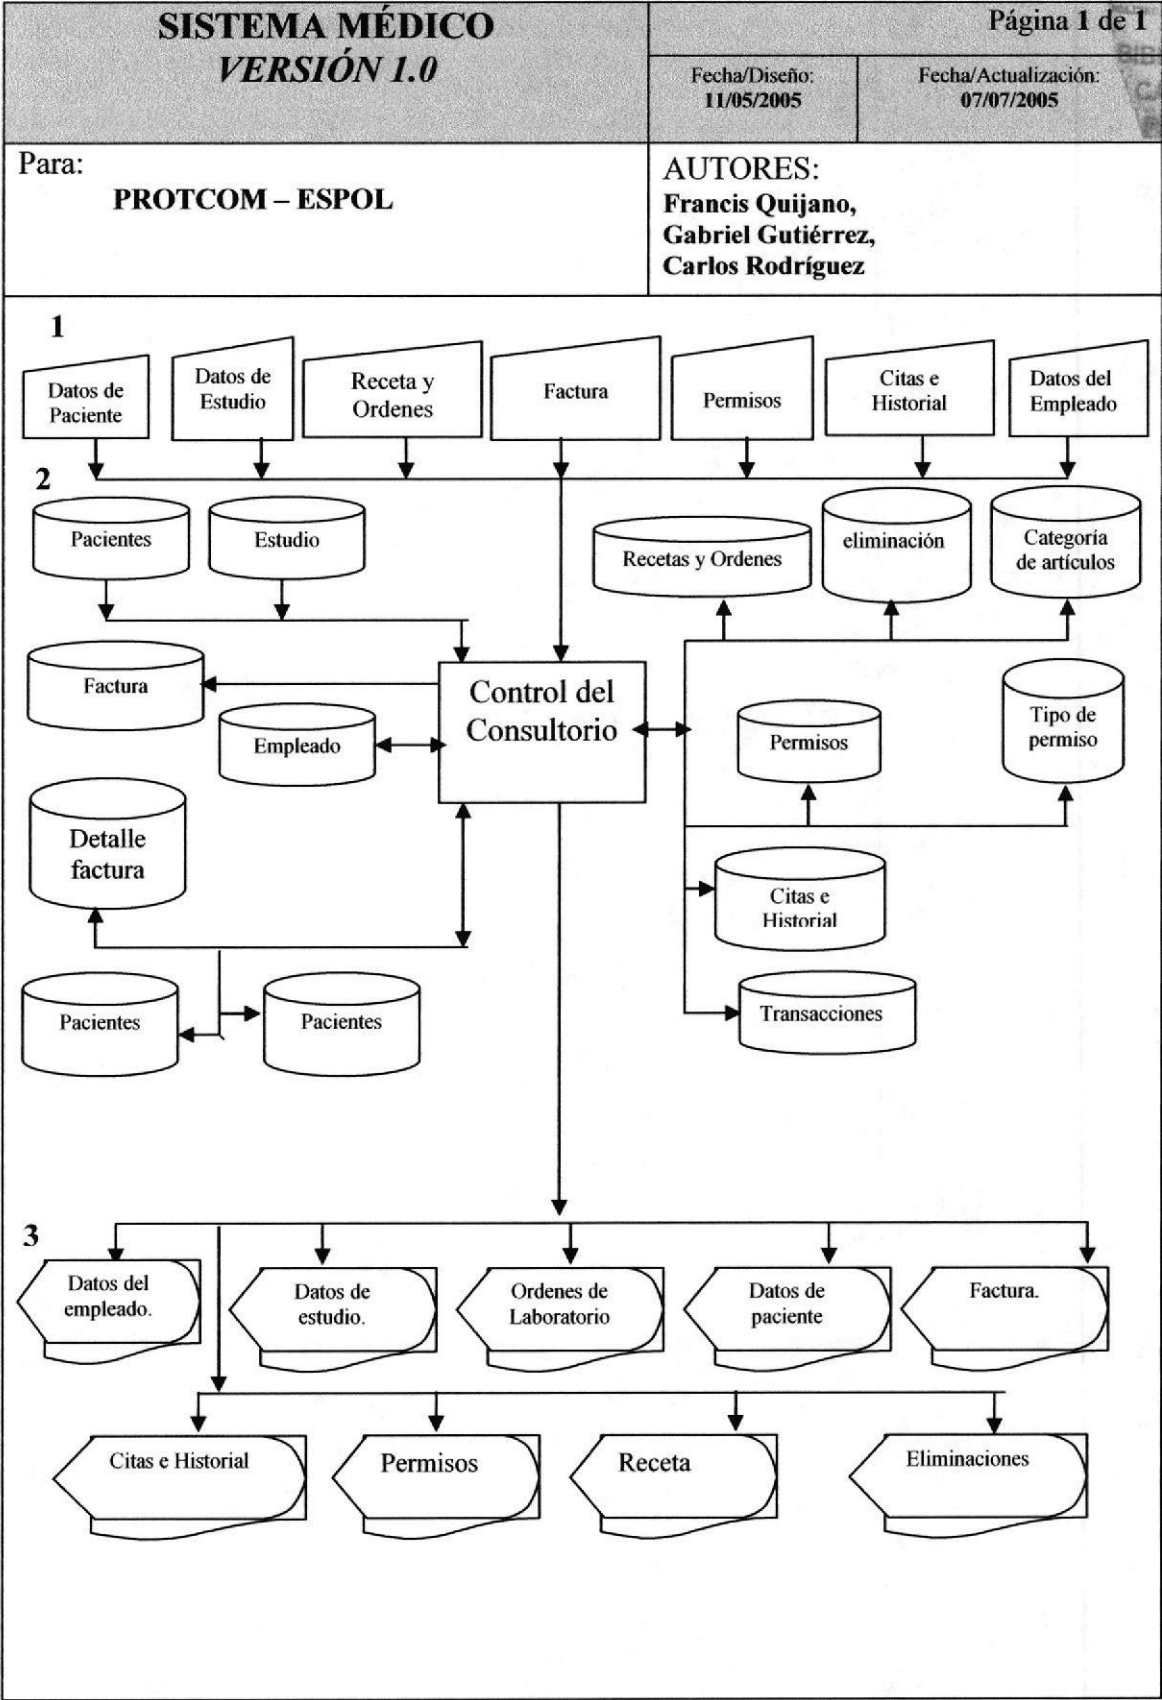 SISTEMA MÉDICO
VERSIÓN 1.0
Página 1 de 1
Fecha/Diseño:
11/05/2005
Fecha/Actualización:
07/07/2005
Para:
PROTCOM – ESPOL
AUTORES:
Francis Quijano,
Gabriel Gutiérrez,
Carlos Rodríguez
1
Datos de
Paciente
Datos de
Estudio
Receta y
Ordenes
Factura
Permisos
Citas e
Historial
Datos del
Empleado
2
Pacientes
Estudio
Recetas y Ordenes
eliminación
Categoría
de artículos
Factura
Empleado
Control del
Consultorio
Permisos
Tipo de
permiso
Detalle
factura
Citas e
Historial
Pacientes
Pacientes
Transacciones
3
Datos del
empleado.
Datos de
estudio.
Ordenes de
Laboratorio
Datos de
paciente
Factura.
Citas e Historial
Permisos
Receta
Eliminaciones